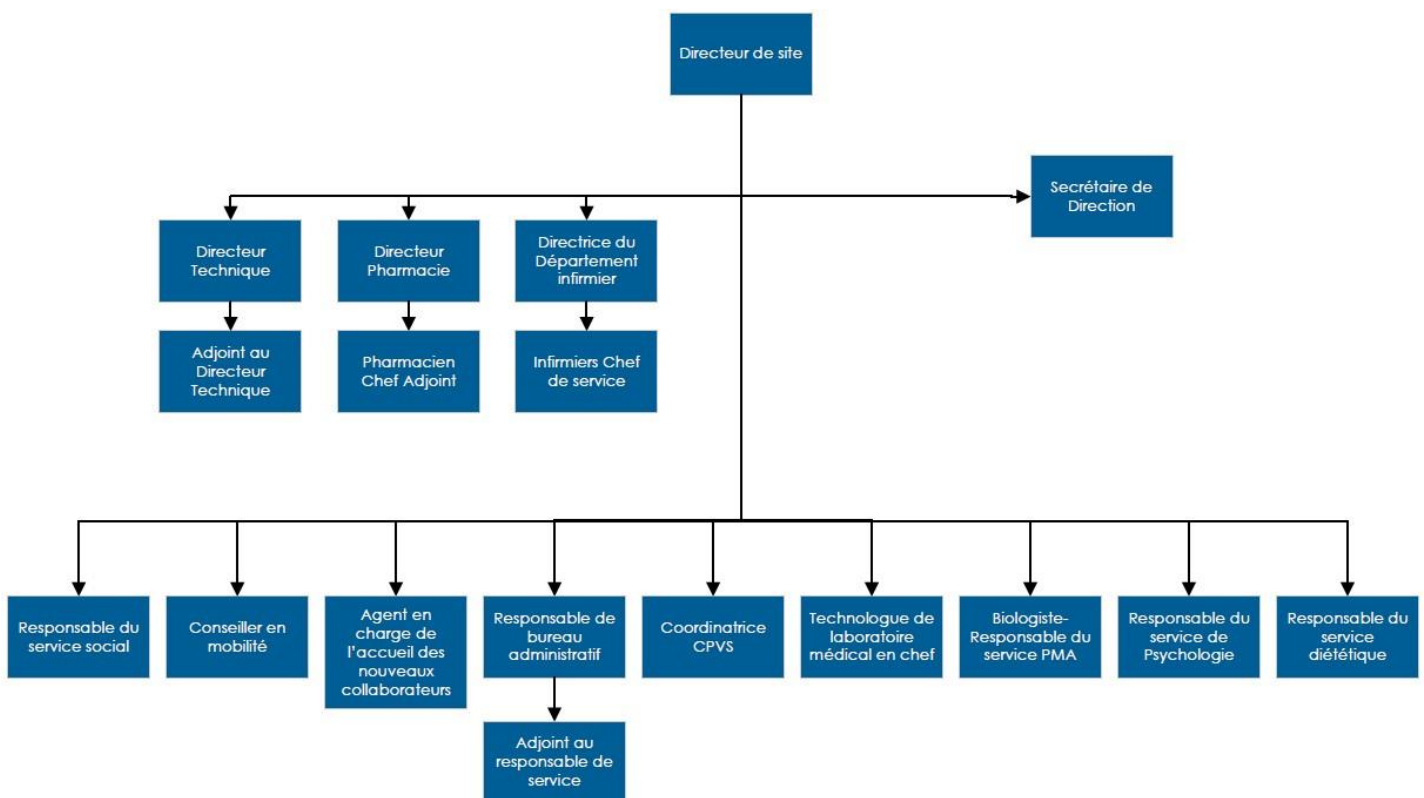 Directeur de site
Secrétaire de
Direction
Directeur
Technique
Directeur
Pharmacie
Directrice du
Département
infirmier
Adjoint au
Directeur
Technique
Pharmacien
Chef Adjoint
Infirmiers Chef
de service
Responsable du
service social
Conseiller en
mobilité
Agent en
charge de
l'accueil des
nouveaux
collaborateurs
Responsable de
bureau
administratif
Coordinatrice
CPVS
Technologue de
laboratoire
médical en chef
Biologiste-
Responsable du
service PMA
Responsable du
service de
Psychologie
Responsable du
service
diététique
Adjoint au
responsable de
service